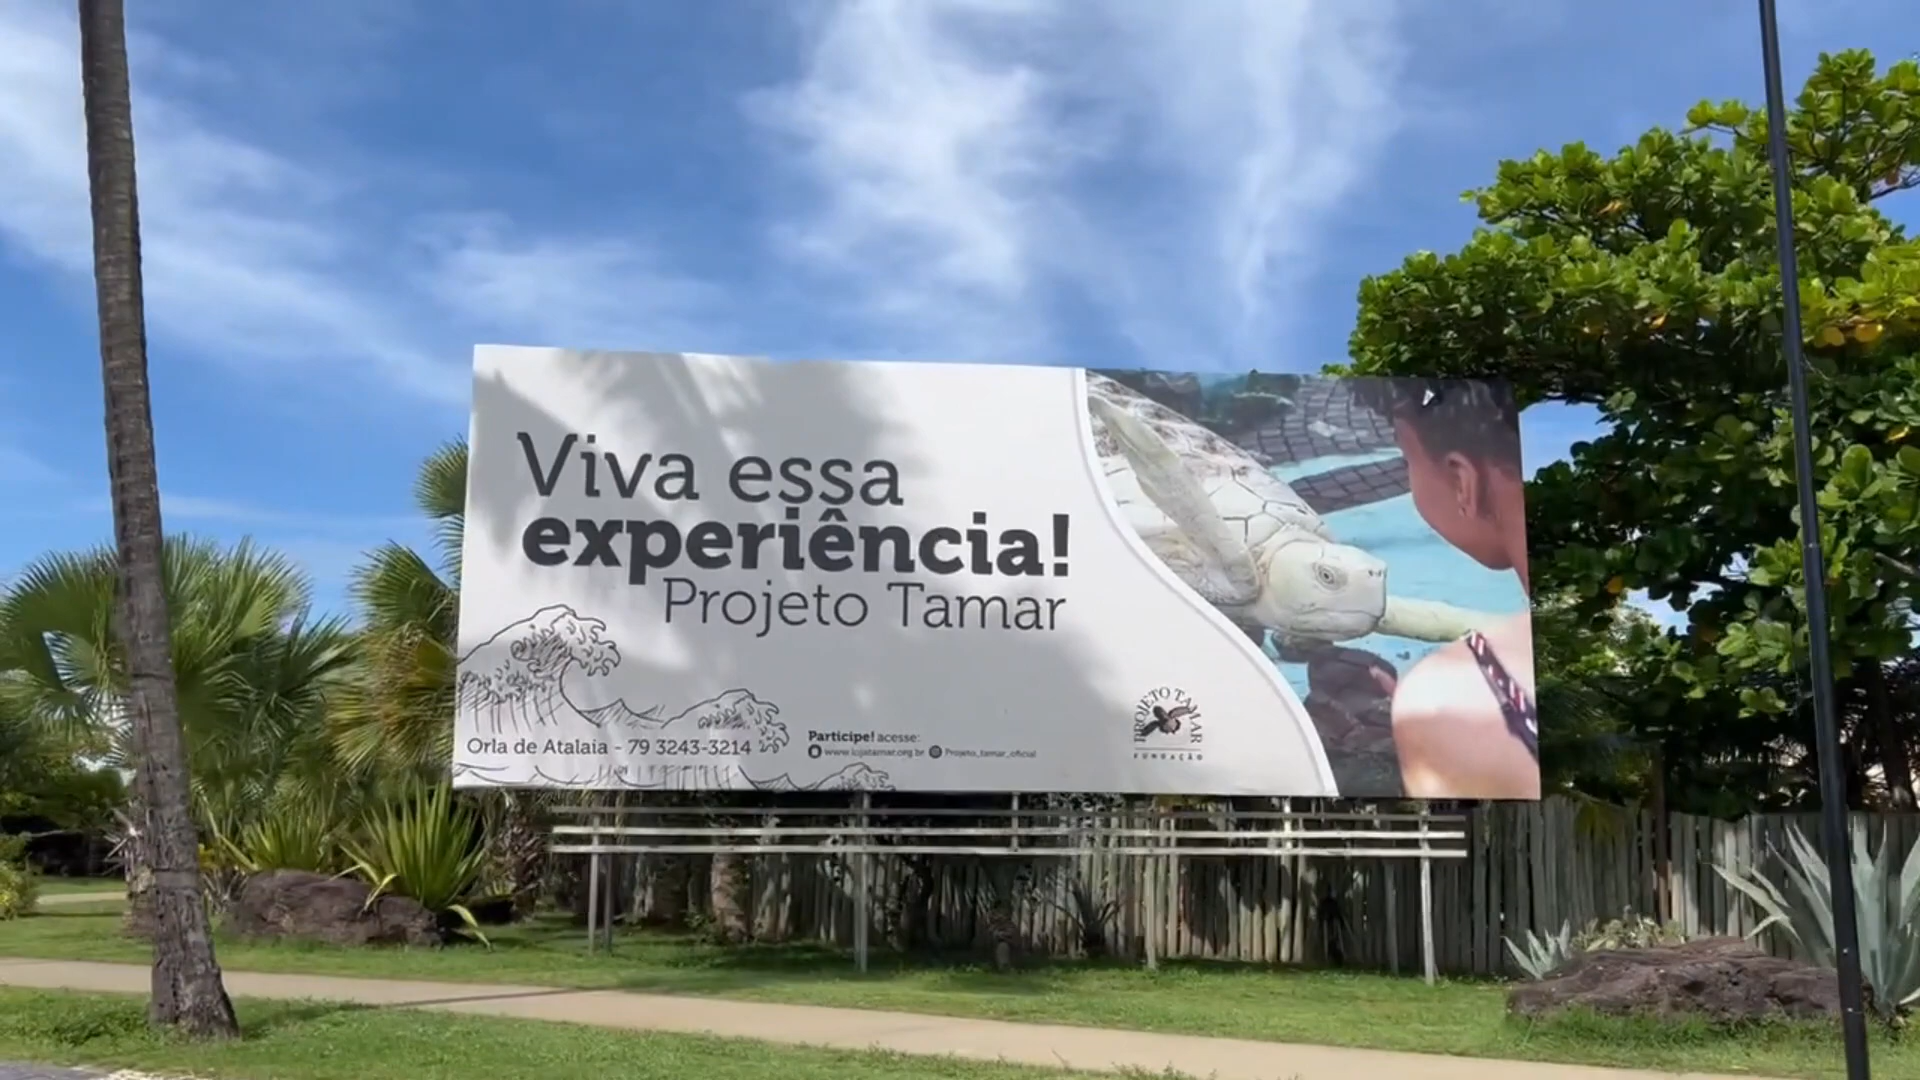 Viva essa
experiência!
Projeto Tamar
Orla de Atalaia - 79 3243-3214
Participe! acesse:
www.lojatamar.org.br Projeto_tamar_oficial
PROJETO TAMAR
FUNDAÇÃO